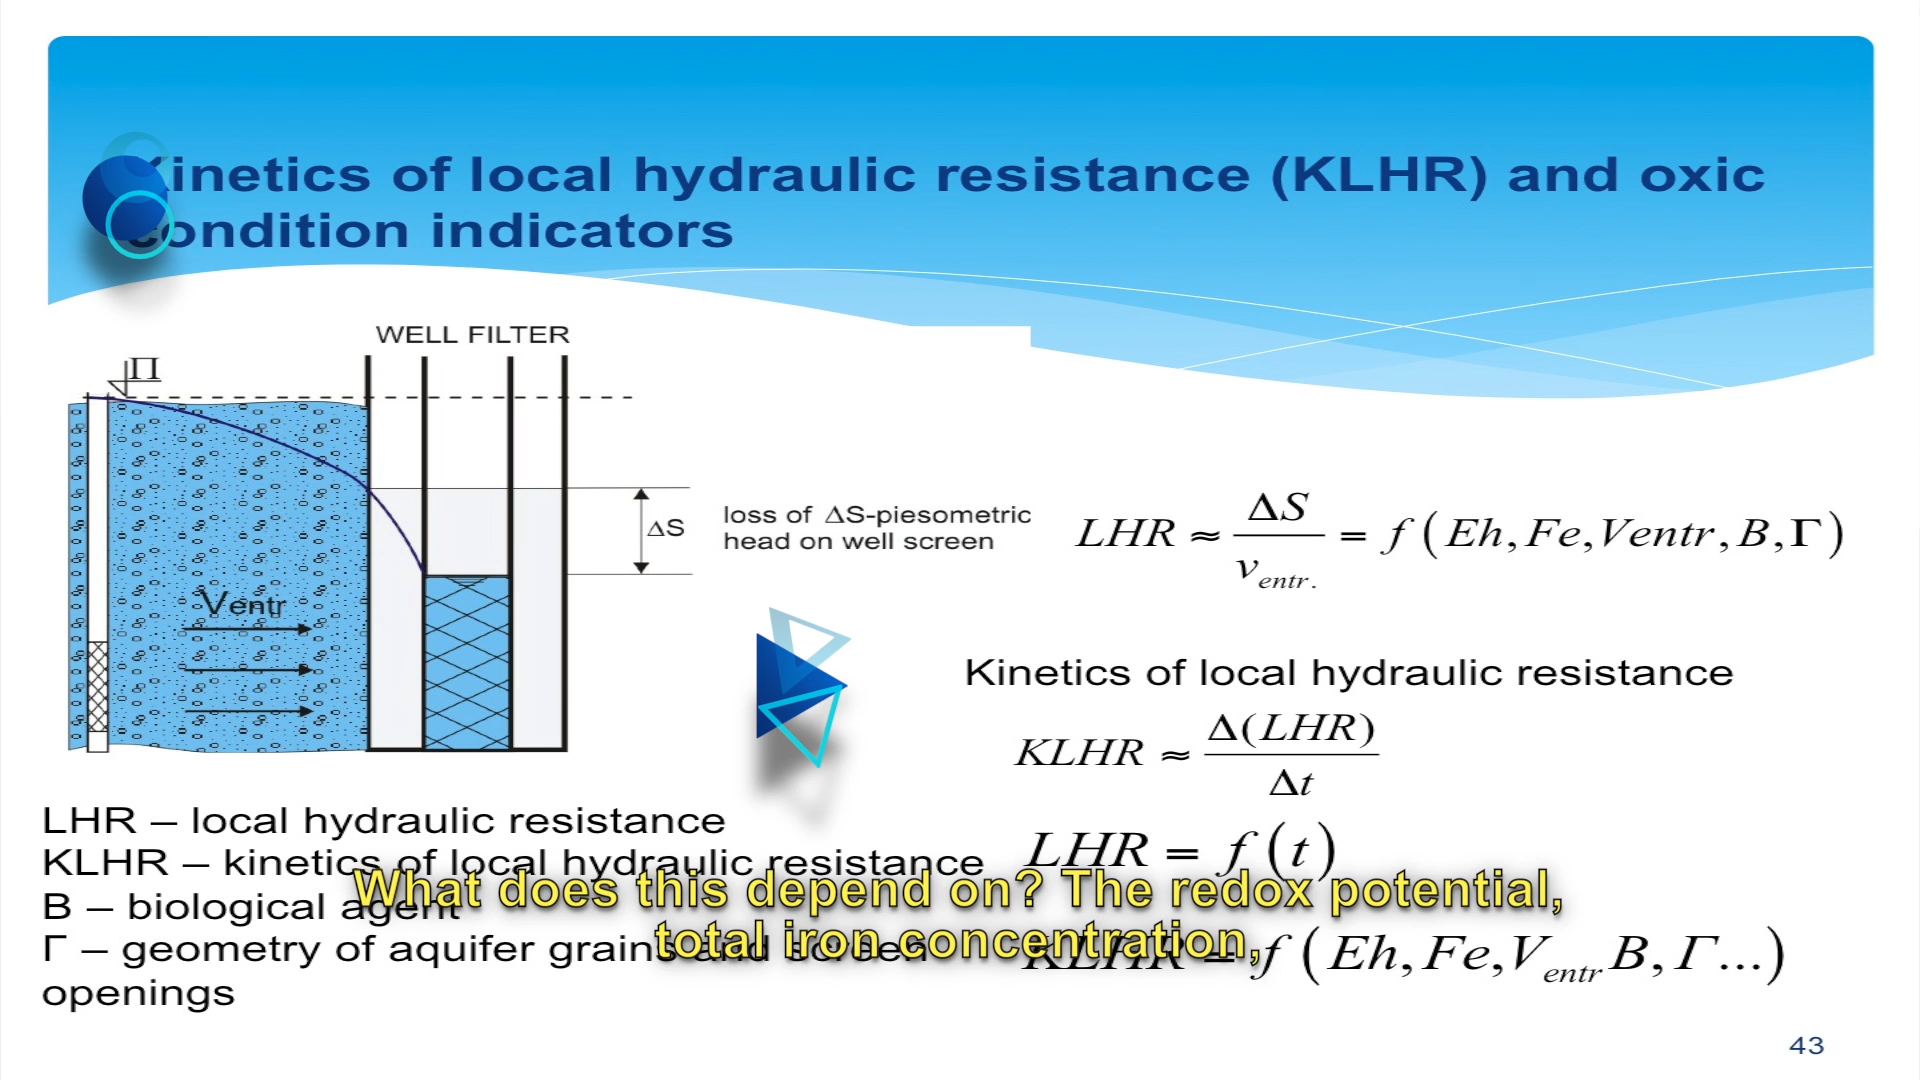 Kinetics of local hydraulic resistance (KLHR) and oxic
condition indicators
WELL FILTER
Π
ΔS
loss of ΔS-piesometric
head on well screen
Ventr
LHR ≈ ΔS / v entr. = f (Eh, Fe, Ventr, B, Γ)
Kinetics of local hydraulic resistance
KLHR ≈ Δ(LHR) / Δt
LHR = f (t)
KLHR = f (Eh, Fe, V entr B, Γ...)
LHR – local hydraulic resistance
KLHR – kinetics of local hydraulic resistance
B – biological agent
Γ – geometry of aquifer grains and screen
openings
What does this depend on? The redox potential,
total iron concentration,
43